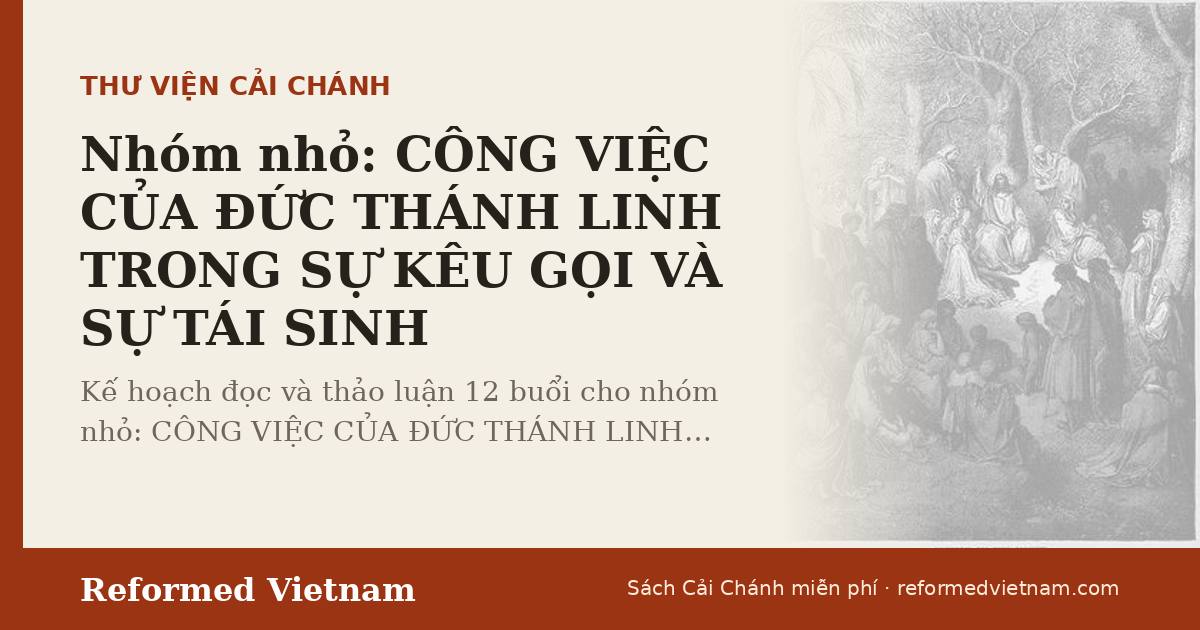 THƯ VIỆN CẢI CHÁNH
Nhóm nhỏ: CÔNG VIỆC
CỦA ĐỨC THÁNH LINH
TRONG SỰ KÊU GỌI VÀ
SỰ TÁI SINH
Kế hoạch đọc và thảo luận 12 buổi cho nhóm
nhỏ: CÔNG VIỆC CỦA ĐỨC THÁNH LINH...
Reformed Vietnam
Sách Cải Chánh miễn phí · reformedvietnam.com